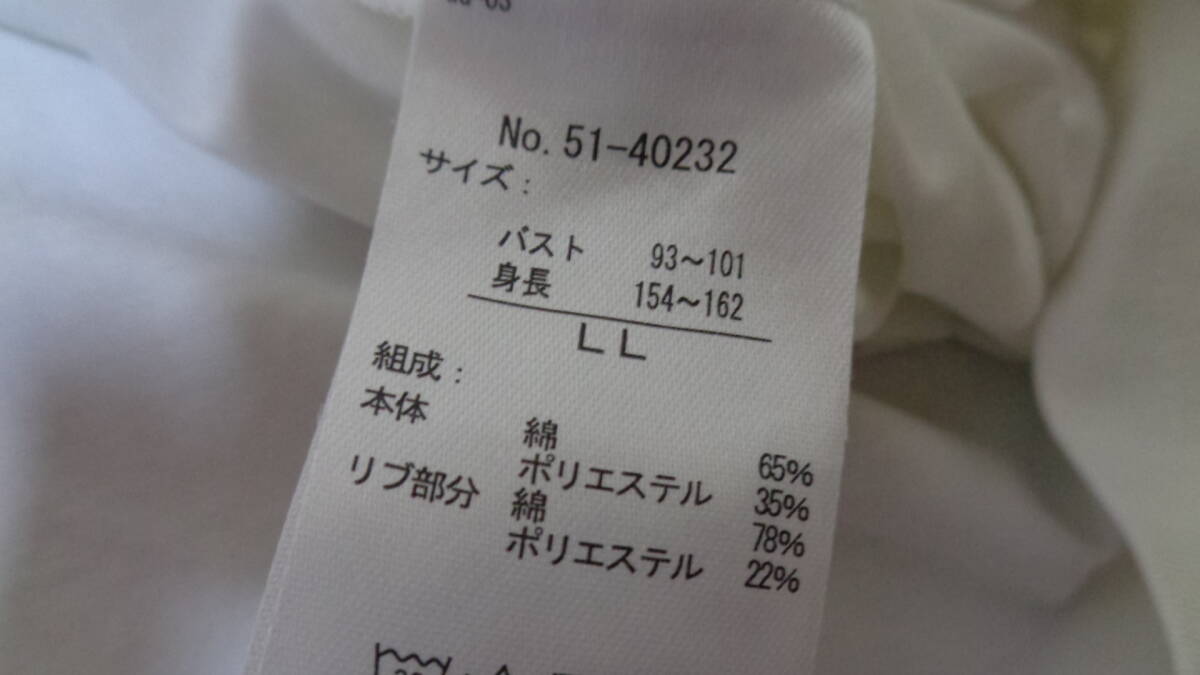 No. 51-40232
サイズ:
バスト 93〜101
身長 154〜162
LL
組成:
本体 綿 65%
ポリエステル 35%
リブ部分 綿 78%
ポリエステル 22%